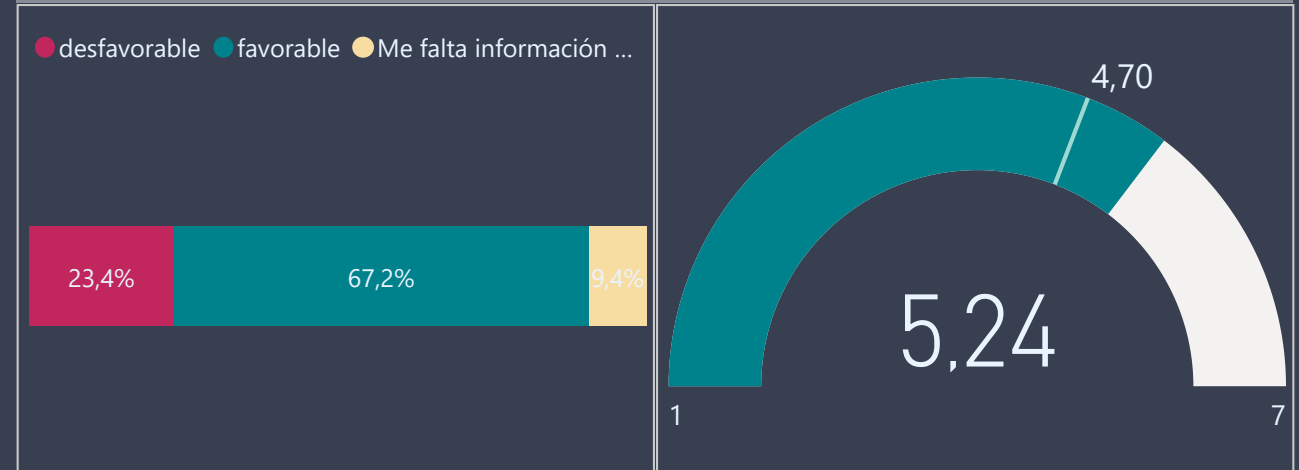 desfavorable favorable Me falta información ...
23,4% 67,2% 9,4%
4,70
5,24
1 7